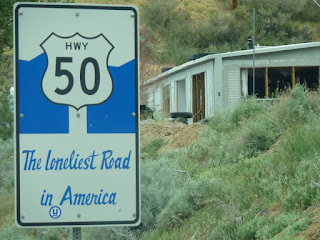 HWY
50
The Loneliest Road
in America
U